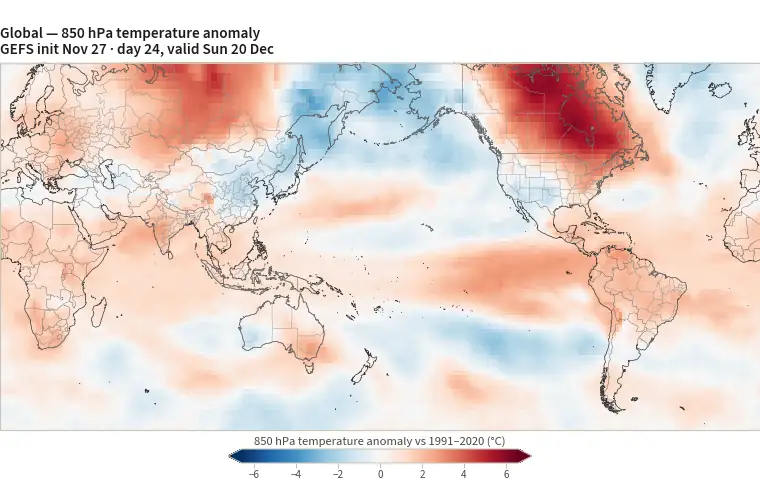 Global — 850 hPa temperature anomaly
GEFS init Nov 27 · day 24, valid Sun 20 Dec
850 hPa temperature anomaly vs 1991–2020 (°C)
−6 −4 −2 0 2 4 6